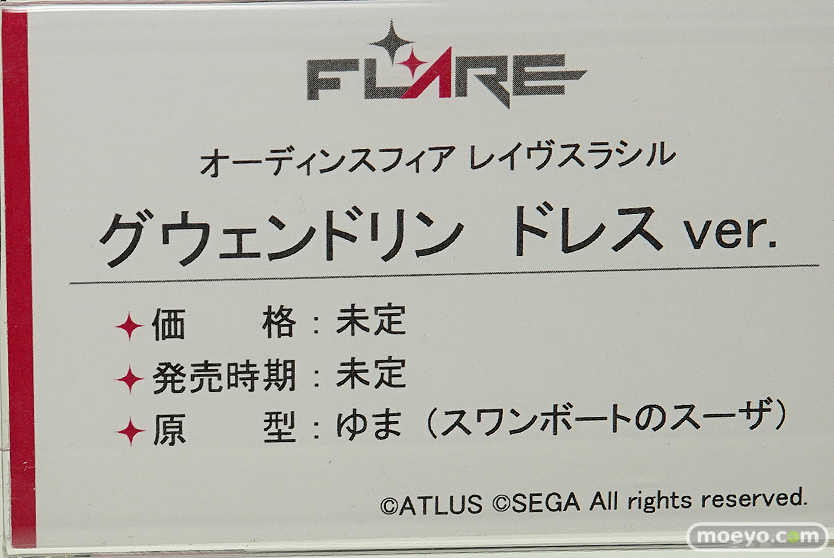 FLARE
オーディンスフィア レイヴスラシル
グウェンドリン ドレス ver.
価 格：未定
発売時期：未定
原 型：ゆま（スワンボートのスーザ）
©ATLUS ©SEGA All rights reserved.
moeyo.com